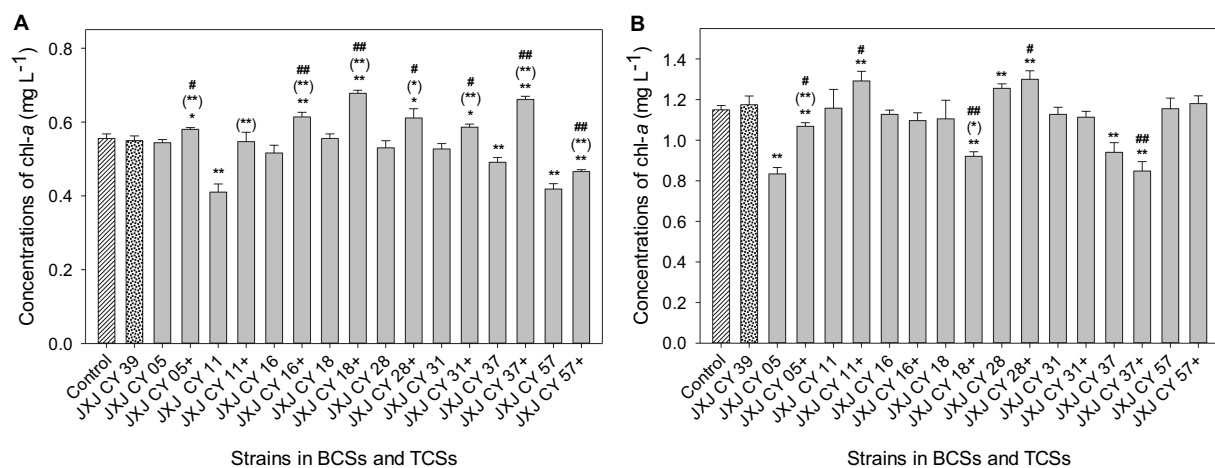 A
Concentrations of chl-a (mg L-1)
0.8
0.6
0.4
0.2
0.0
#
(**)
*
**
(**)
##
(**)
**
##
(**)
**
#
(*)
*
#
(**)
*
**
##
(**)
**
**
##
(**)
**
Control
JXJ CY 39
JXJ CY 05
JXJ CY 05+
JXJ CY 11
JXJ CY 11+
JXJ CY 16
JXJ CY 16+
JXJ CY 18
JXJ CY 18+
JXJ CY 28
JXJ CY 28+
JXJ CY 31
JXJ CY 31+
JXJ CY 37
JXJ CY 37+
JXJ CY 57
JXJ CY 57+
Strains in BCSs and TCSs
B
Concentrations of chl-a (mg L-1)
1.4
1.2
1.0
0.8
0.6
0.4
0.2
0.0
**
#
(**)
**
#
**
##
(*)
**
**
#
**
**
##
**
Control
JXJ CY 39
JXJ CY 05
JXJ CY 05+
JXJ CY 11
JXJ CY 11+
JXJ CY 16
JXJ CY 16+
JXJ CY 18
JXJ CY 18+
JXJ CY 28
JXJ CY 28+
JXJ CY 31
JXJ CY 31+
JXJ CY 37
JXJ CY 37+
JXJ CY 57
JXJ CY 57+
Strains in BCSs and TCSs